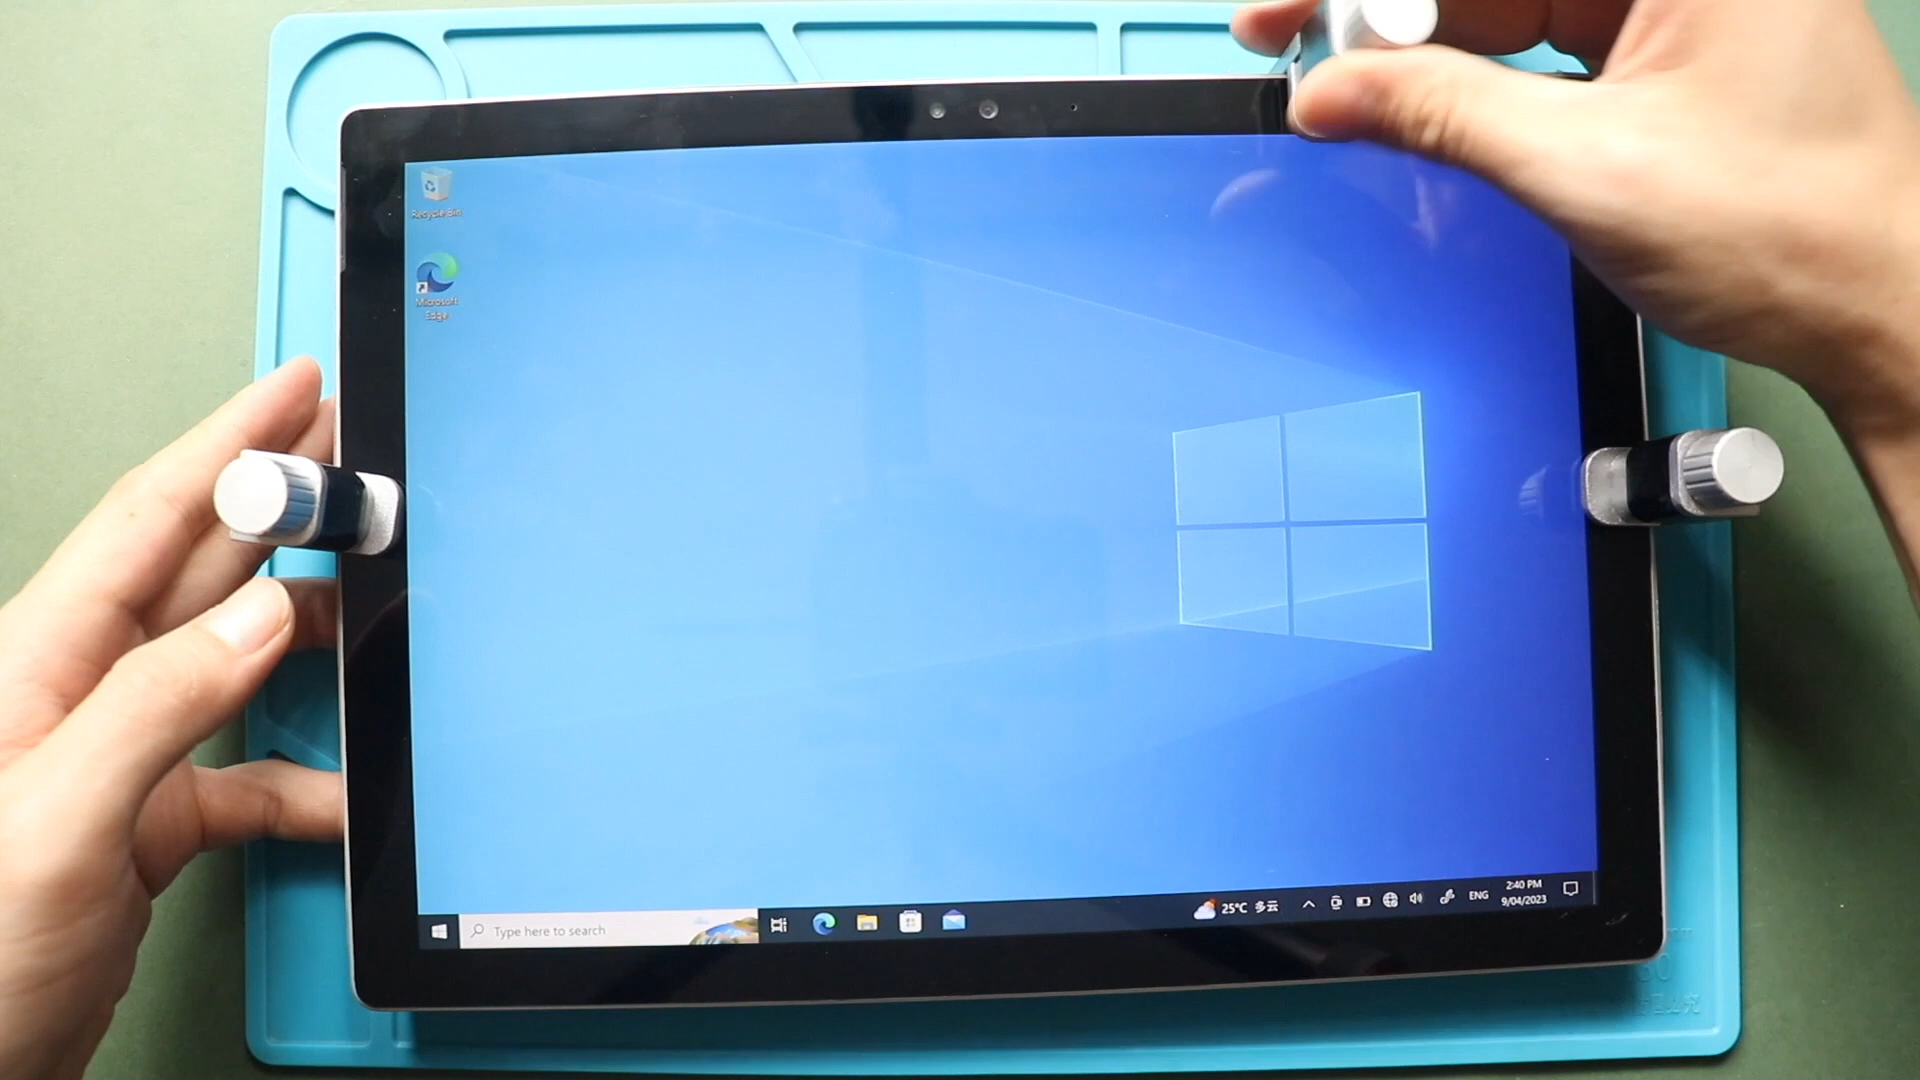 Recycle Bin
Microsoft
Edge
Type here to search
25°C 多云
ENG
2:40 PM
9/04/2023